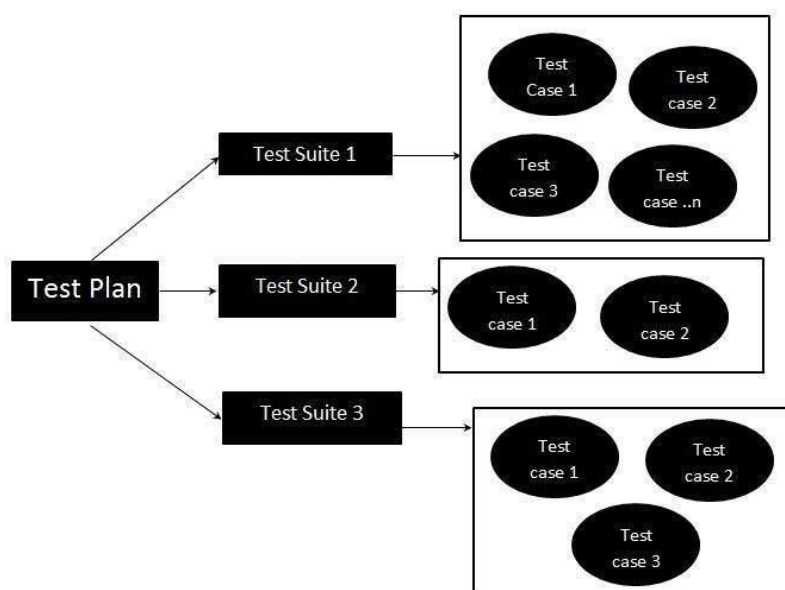 Test Plan
Test Suite 1
Test
Case 1
Test
case 2
Test
case 3
Test
case ..n
Test Suite 2
Test
case 1
Test
case 2
Test Suite 3
Test
case 1
Test
case 2
Test
case 3